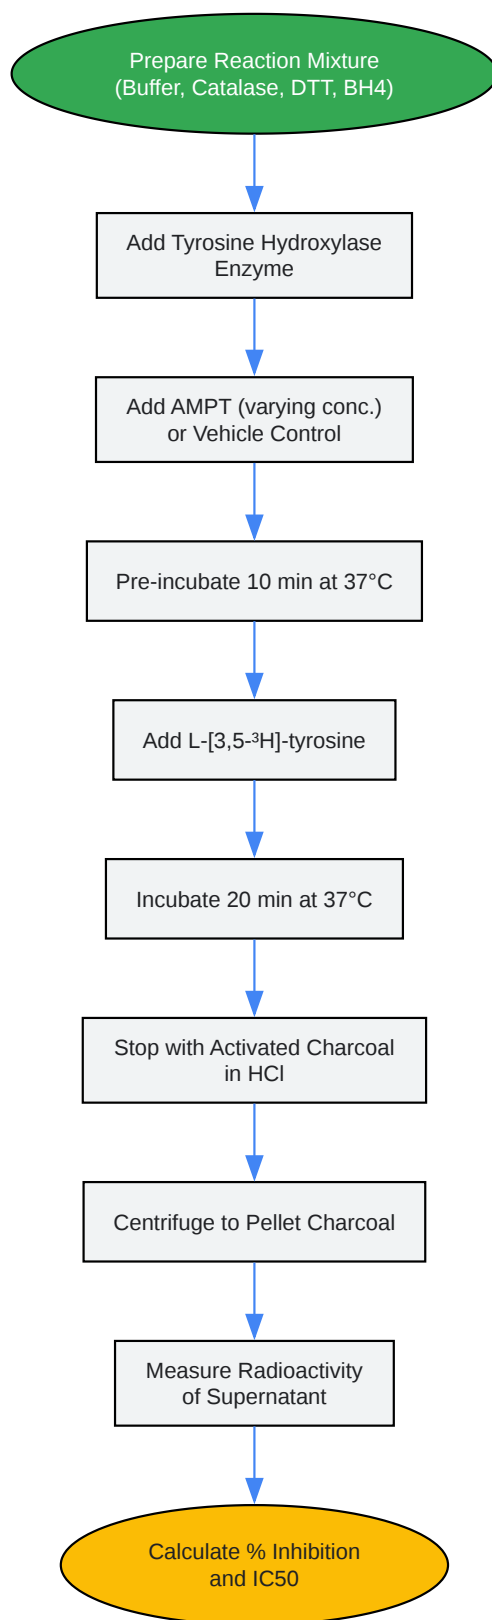 Prepare Reaction Mixture
(Buffer, Catalase, DTT, BH4)
Add Tyrosine Hydroxylase
Enzyme
Add AMPT (varying conc.)
or Vehicle Control
Pre-incubate 10 min at 37°C
Add L-[3,5-³H]-tyrosine
Incubate 20 min at 37°C
Stop with Activated Charcoal
in HCl
Centrifuge to Pellet Charcoal
Measure Radioactivity
of Supernatant
Calculate % Inhibition
and IC50